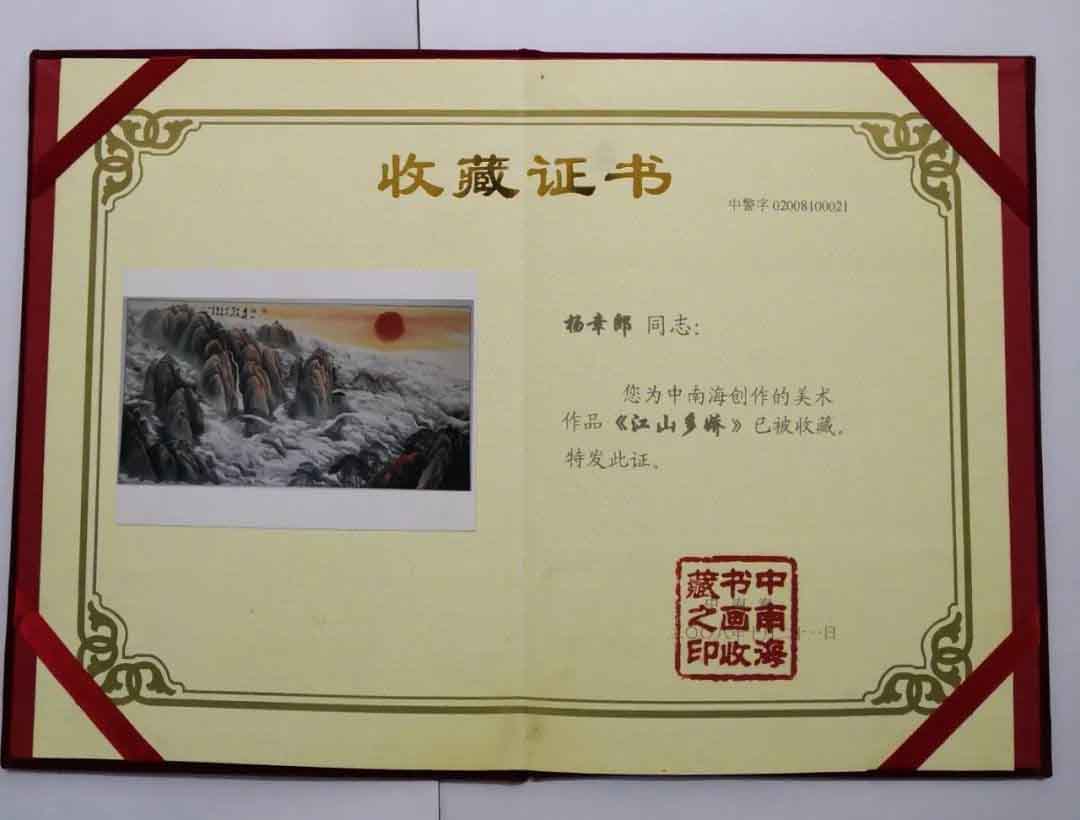 收藏证书
中警字 02008100021
杨章郎 同志：
您为中南海创作的美术
作品《江山多娇》已被收藏。
特发此证。
中南海
书画收
藏之印